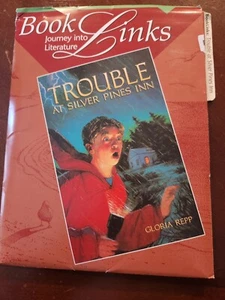 Book Links
Journey into
Literature
TROUBLE
AT SILVER PINES INN
GLORIA REPP